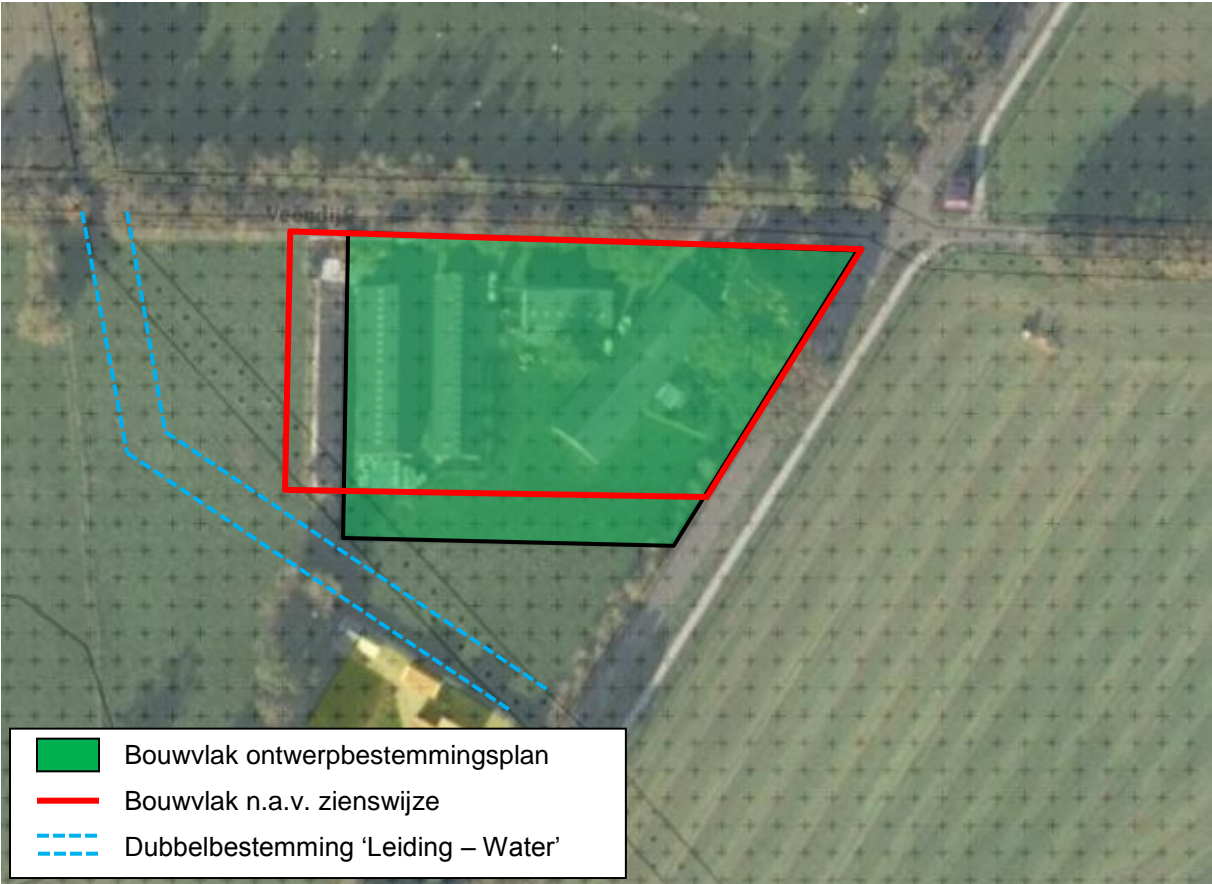 Veendijk
Bouwvlak ontwerpbestemmingsplan
Bouwvlak n.a.v. zienswijze
Dubbelbestemming ‘Leiding – Water’